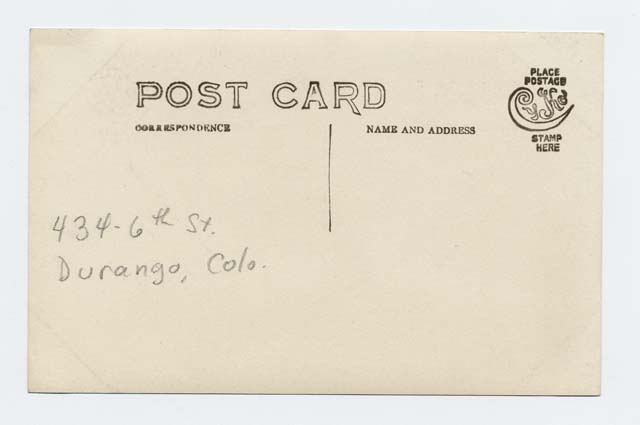 POST CARD
CORRESPONDENCE
NAME AND ADDRESS
PLACE
POSTAGE
STAMP
HERE
434-6th St.
Durango, Colo.